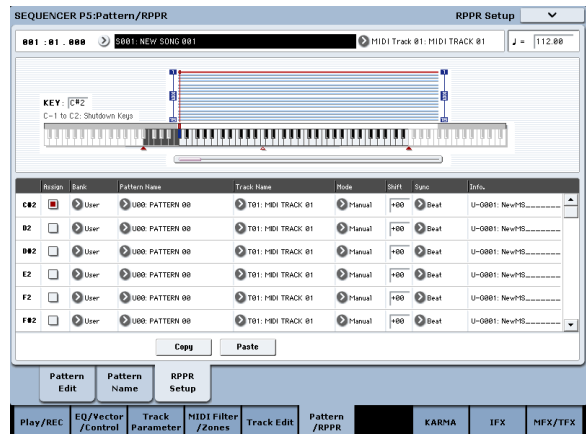 SEQUENCER P5:Pattern/RPPR RPPR Setup
001 :01 . 000 S001: NEW SONG 001 MIDI Track 01: MIDI TRACK 01 ♩ = 112.00
KEY: C#2
C-1 to C2: Shutdown Keys
Assign Bank Pattern Name Track Name Mode Shift Sync Info.
C#2 User U00: PATTERN 00 T01: MIDI TRACK 01 Manual +00 Beat U-G001: NewMS_______
D2 User U00: PATTERN 00 T01: MIDI TRACK 01 Manual +00 Beat U-G001: NewMS_______
D#2 User U00: PATTERN 00 T01: MIDI TRACK 01 Manual +00 Beat U-G001: NewMS_______
E2 User U00: PATTERN 00 T01: MIDI TRACK 01 Manual +00 Beat U-G001: NewMS_______
F2 User U00: PATTERN 00 T01: MIDI TRACK 01 Manual +00 Beat U-G001: NewMS_______
F#2 User U00: PATTERN 00 T01: MIDI TRACK 01 Manual +00 Beat U-G001: NewMS_______
Copy Paste
Pattern Edit Pattern Name RPPR Setup
Play/REC EQ/Vector /Control Track Parameter MIDI Filter /Zones Track Edit Pattern /RPPR KARMA IFX MFX/TFX